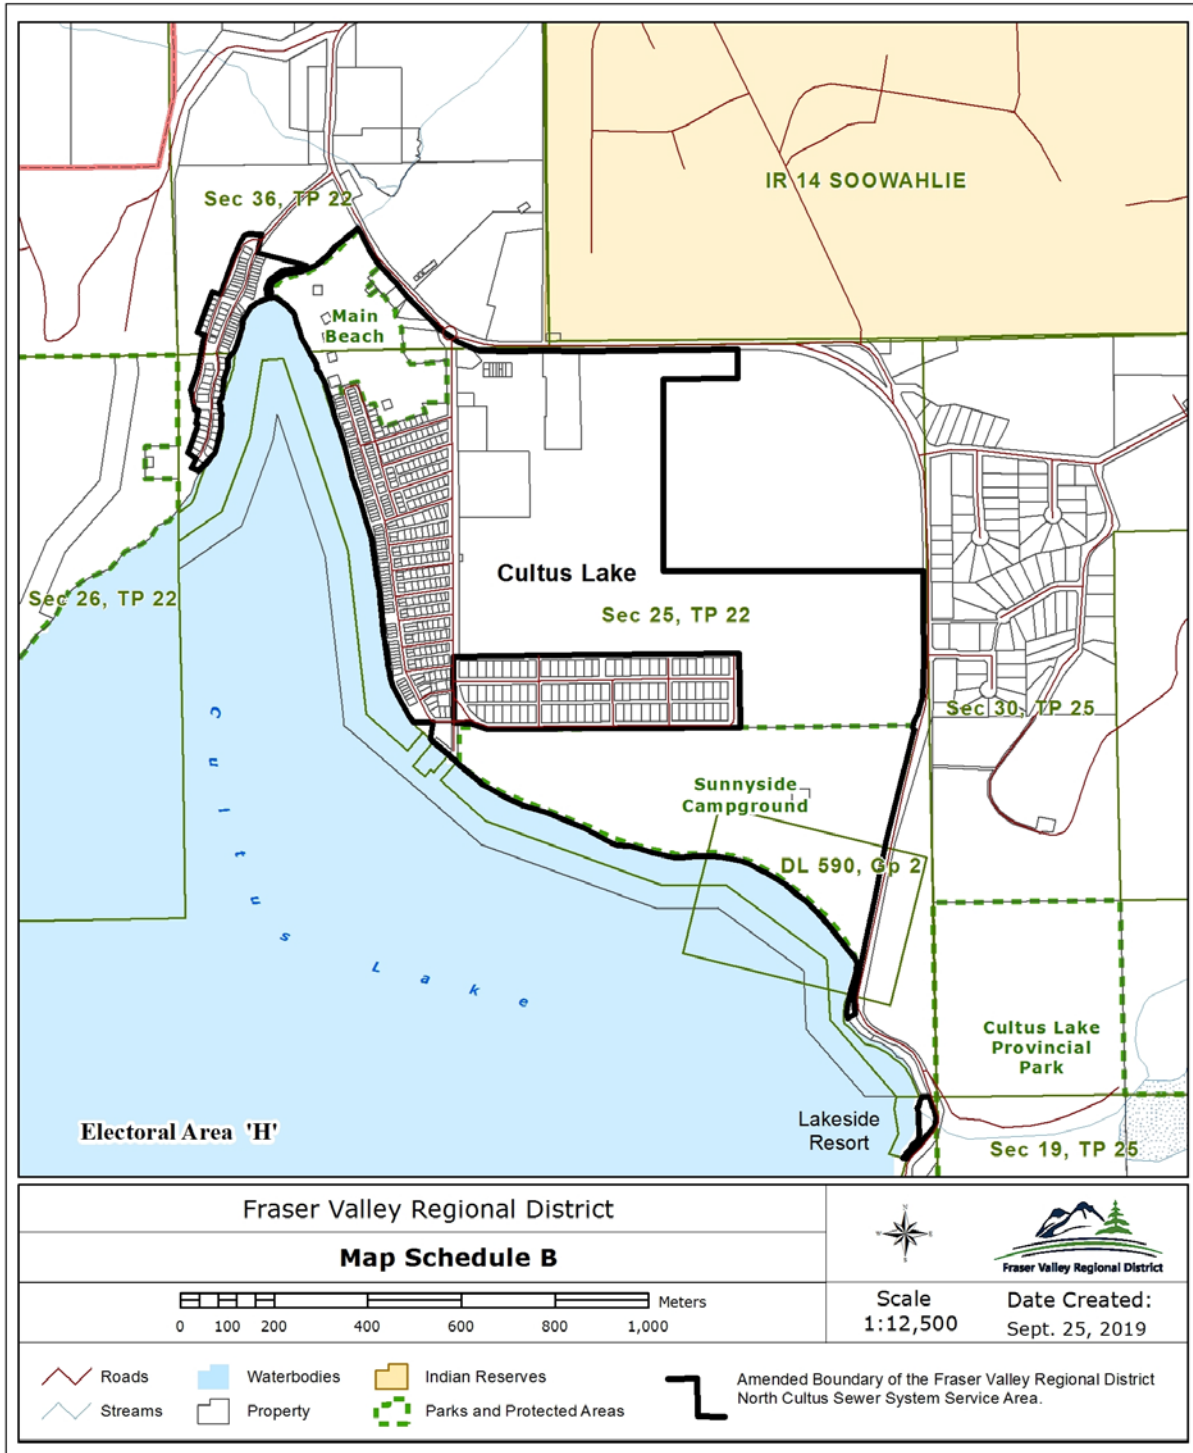 IR 14 SOOWAHLIE
Sec 36, TP 22
Main
Beach
Cultus Lake
Sec 26, TP 22
Sec 25, TP 22
Sec 30, TP 25
Cultus Lake
Sunnyside
Campground
DL 590, Gp 2
Cultus Lake
Provincial
Park
Lakeside
Resort
Electoral Area 'H'
Sec 19, TP 25
Fraser Valley Regional District
Map Schedule B
Meters
0 100 200 400 600 800 1,000
N
W E
S
Fraser Valley Regional District
Scale
1:12,500
Date Created:
Sept. 25, 2019
Roads
Waterbodies
Indian Reserves
Streams
Property
Parks and Protected Areas
Amended Boundary of the Fraser Valley Regional District
North Cultus Sewer System Service Area.